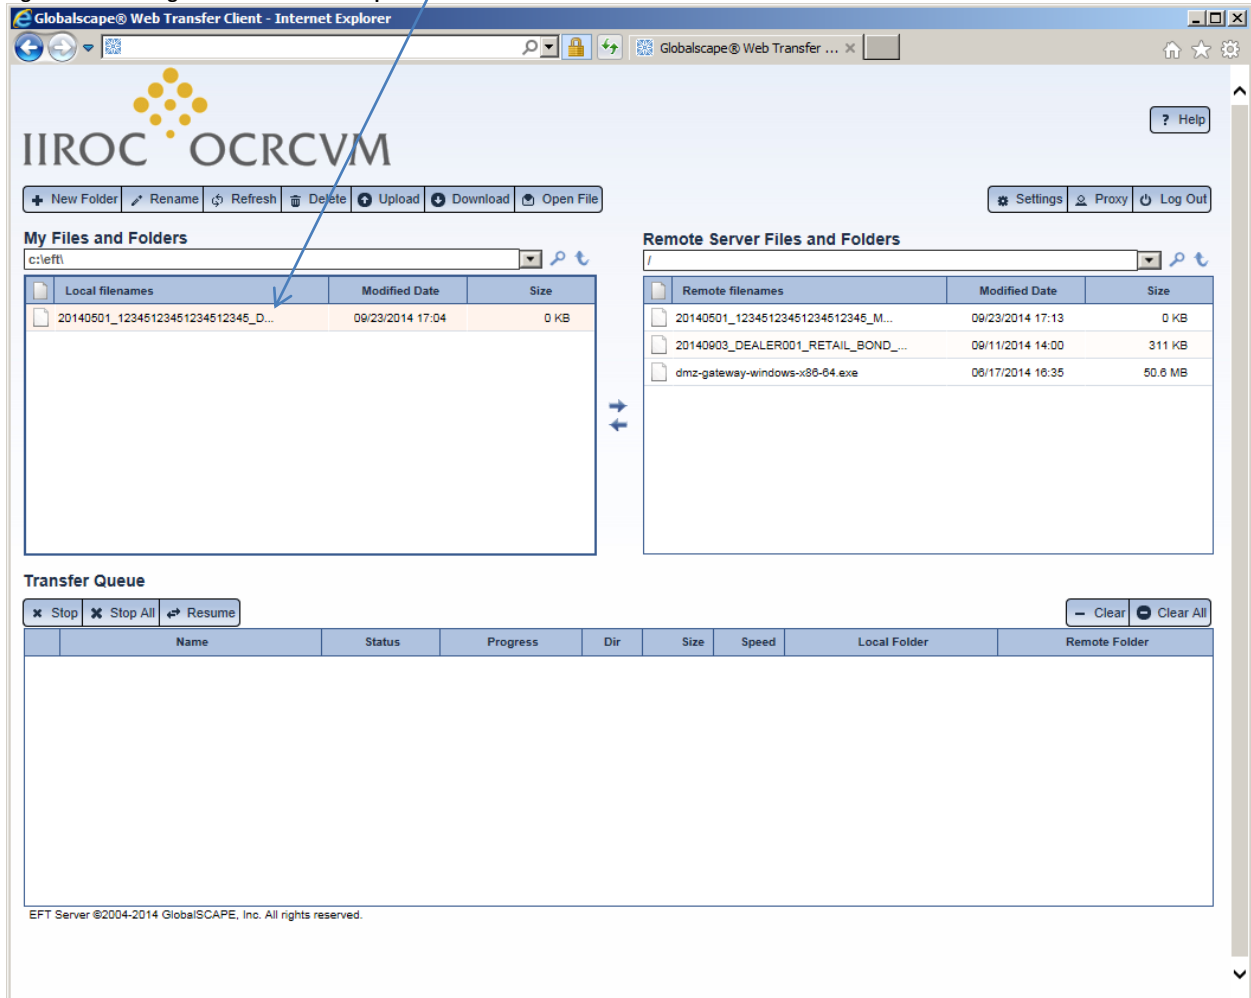 Globalscape® Web Transfer Client - Internet Explorer
Globalscape® Web Transfer ...
IIROC OCRCVM
? Help
New Folder Rename Refresh Delete Upload Download Open File
Settings Proxy Log Out
My Files and Folders
c:\eft\
Local filenames Modified Date Size
20140501_12345123451234512345_D... 09/23/2014 17:04 0 KB
Remote Server Files and Folders
/
Remote filenames Modified Date Size
20140501_12345123451234512345_M... 09/23/2014 17:13 0 KB
20140903_DEALER001_RETAIL_BOND_... 09/11/2014 14:00 311 KB
dmz-gateway-windows-x86-64.exe 06/17/2014 16:35 50.6 MB
Transfer Queue
Stop Stop All Resume
Clear Clear All
Name Status Progress Dir Size Speed Local Folder Remote Folder
EFT Server ©2004-2014 GlobalSCAPE, Inc. All rights reserved.